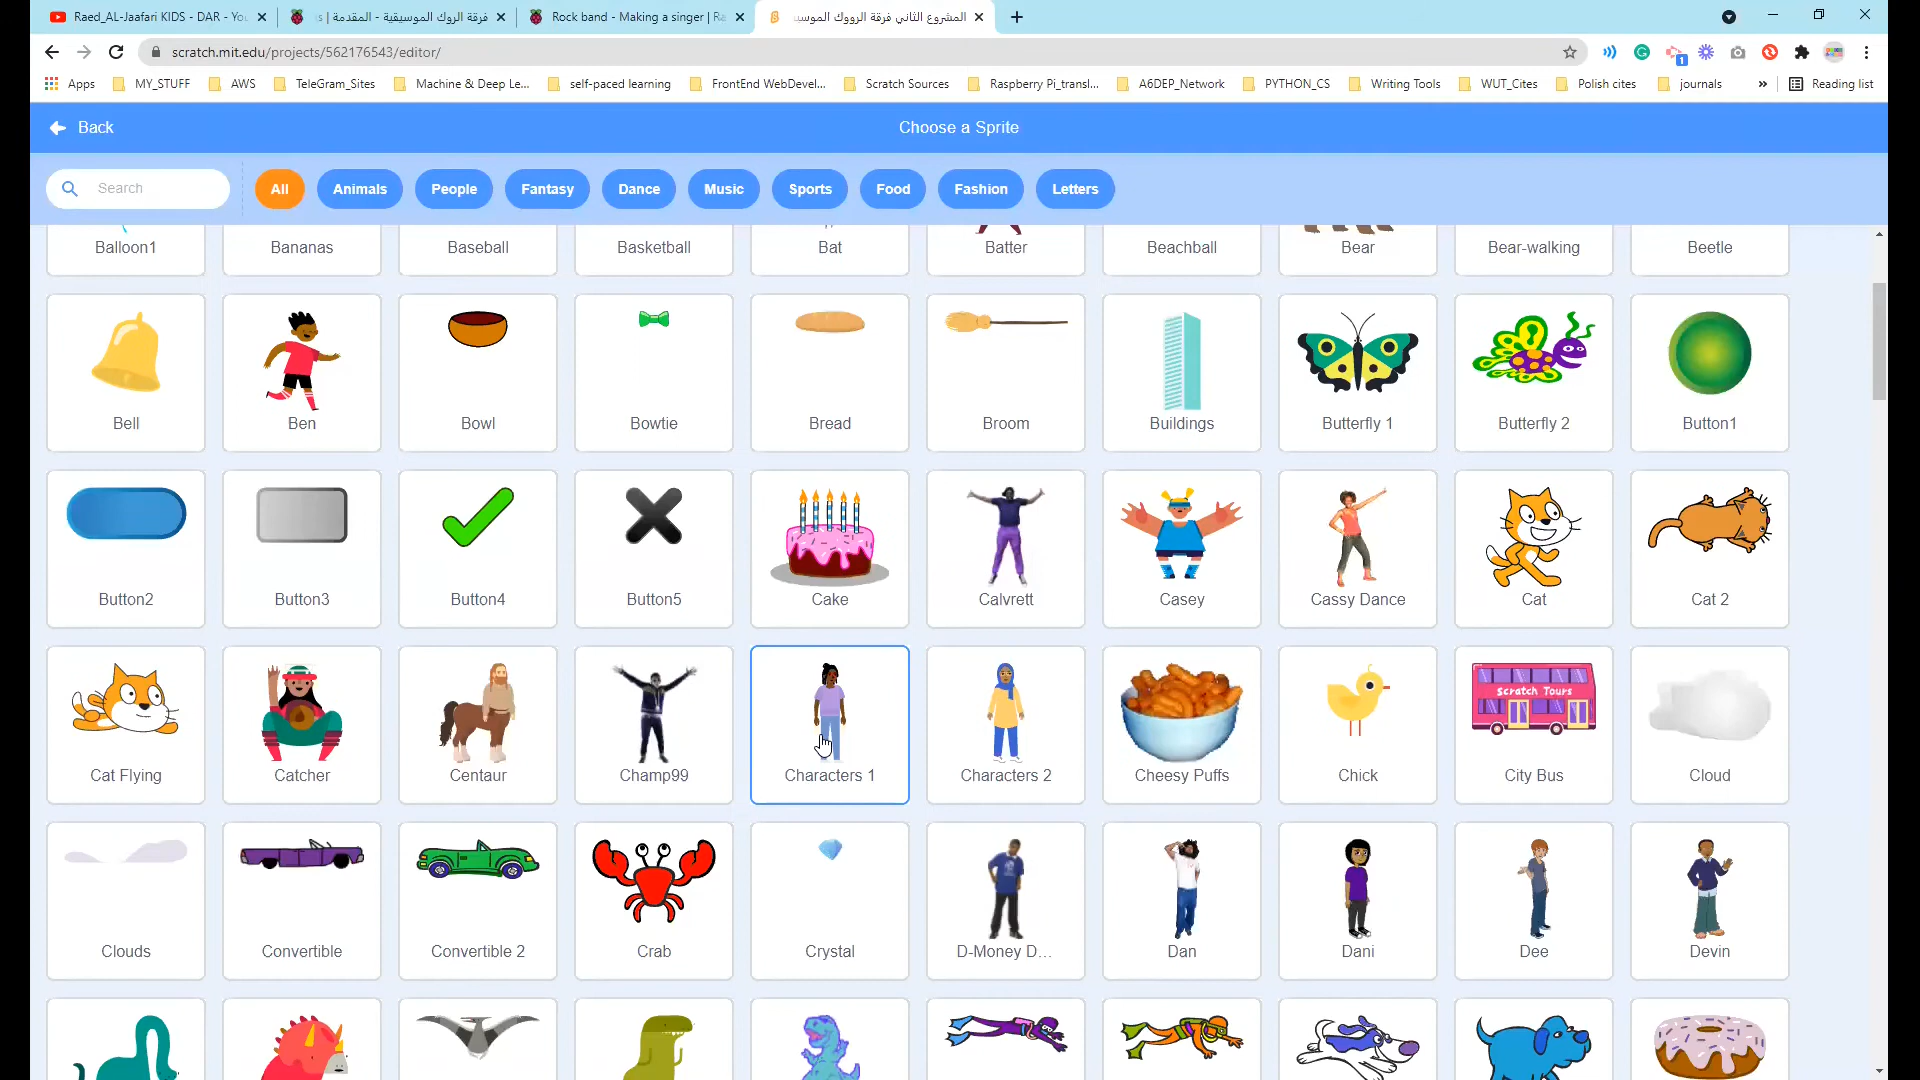 Raed_AL-Jaafari KIDS - DAR - You
فرقة الروك الموسيقية - المقدمة | s
Rock band - Making a singer | Ra
المشروع الثاني فرقة الرووك الموسيـ
scratch.mit.edu/projects/562176543/editor/
1
Apps MY_STUFF AWS TeleGram_Sites Machine & Deep Le... self-paced learning FrontEnd WebDevel... Scratch Sources Raspberry Pi_transl... A6DEP_Network PYTHON_CS Writing Tools WUT_Cites Polish cites journals » Reading list
Back
Choose a Sprite
Search
All Animals People Fantasy Dance Music Sports Food Fashion Letters
Balloon1 Bananas Baseball Basketball Bat Batter Beachball Bear Bear-walking Beetle
Bell Ben Bowl Bowtie Bread Broom Buildings Butterfly 1 Butterfly 2 Button1
Button2 Button3 Button4 Button5 Cake Calvrett Casey Cassy Dance Cat Cat 2
Scratch Tours
Cat Flying Catcher Centaur Champ99 Characters 1 Characters 2 Cheesy Puffs Chick City Bus Cloud
Clouds Convertible Convertible 2 Crab Crystal D-Money D... Dan Dani Dee Devin